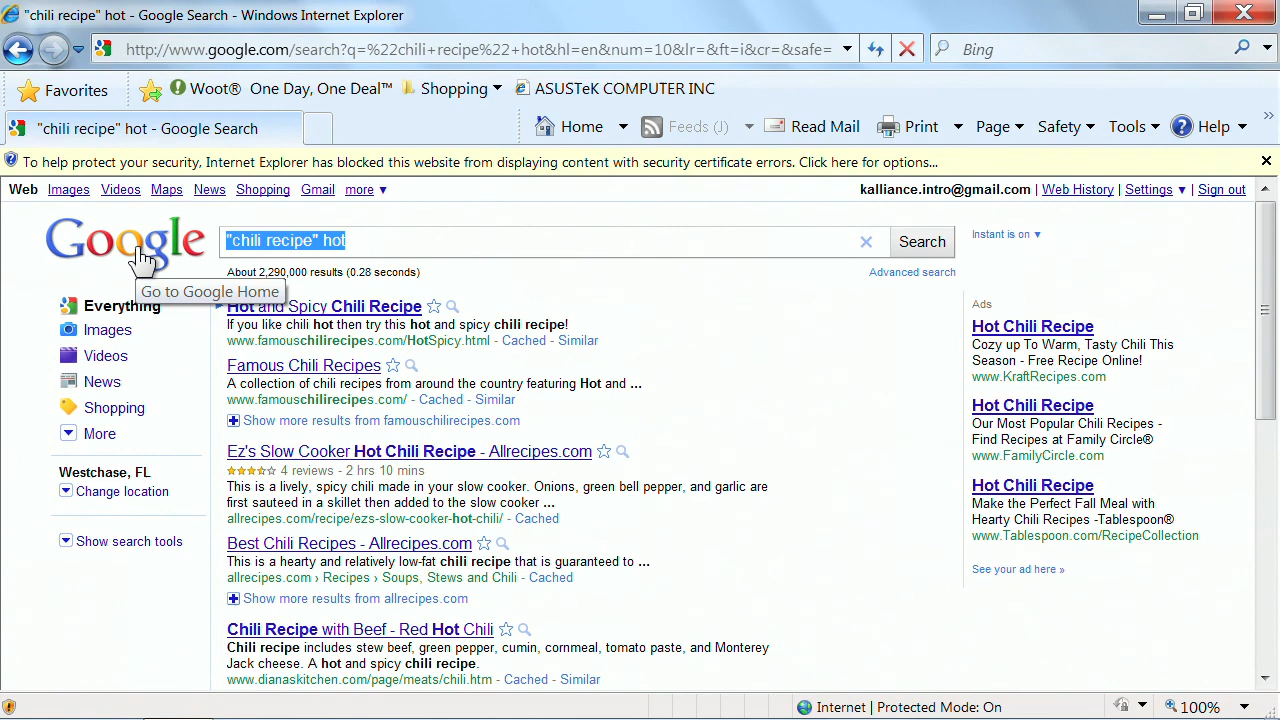 "chili recipe" hot - Google Search - Windows Internet Explorer
http://www.google.com/search?q=%22chili+recipe%22+hot&hl=en&num=10&lr=&ft=i&cr=&safe=
Bing
Favorites
Woot® One Day, One Deal™
Shopping
ASUSTeK COMPUTER INC
"chili recipe" hot - Google Search
Home
Feeds (J)
Read Mail
Print
Page
Safety
Tools
Help
To help protect your security, Internet Explorer has blocked this website from displaying content with security certificate errors. Click here for options...
Web Images Videos Maps News Shopping Gmail more
kalliance.intro@gmail.com | Web History | Settings | Sign out
Google
"chili recipe" hot
Search
Instant is on
About 2,290,000 results (0.28 seconds)
Advanced search
Go to Google Home
Everything
Images
Videos
News
Shopping
More
Westchase, FL
Change location
Show search tools
Hot and Spicy Chili Recipe
If you like chili hot then try this hot and spicy chili recipe!
www.famouschilirecipes.com/HotSpicy.html - Cached - Similar
Famous Chili Recipes
A collection of chili recipes from around the country featuring Hot and ...
www.famouschilirecipes.com/ - Cached - Similar
Show more results from famouschilirecipes.com
Ez's Slow Cooker Hot Chili Recipe - Allrecipes.com
4 reviews - 2 hrs 10 mins
This is a lively, spicy chili made in your slow cooker. Onions, green bell pepper, and garlic are
first sauteed in a skillet then added to the slow cooker ...
allrecipes.com/recipe/ezs-slow-cooker-hot-chili/ - Cached
Best Chili Recipes - Allrecipes.com
This is a hearty and relatively low-fat chili recipe that is guaranteed to ...
allrecipes.com › Recipes › Soups, Stews and Chili - Cached
Show more results from allrecipes.com
Chili Recipe with Beef - Red Hot Chili
Chili recipe includes stew beef, green pepper, cumin, cornmeal, tomato paste, and Monterey
Jack cheese. A hot and spicy chili recipe.
www.dianaskitchen.com/page/meats/chili.htm - Cached - Similar
Ads
Hot Chili Recipe
Cozy up To Warm, Tasty Chili This
Season - Free Recipe Online!
www.KraftRecipes.com
Hot Chili Recipe
Our Most Popular Chili Recipes -
Find Recipes at Family Circle®
www.FamilyCircle.com
Hot Chili Recipe
Make the Perfect Fall Meal with
Hearty Chili Recipes -Tablespoon®
www.Tablespoon.com/RecipeCollection
See your ad here »
Internet | Protected Mode: On
100%